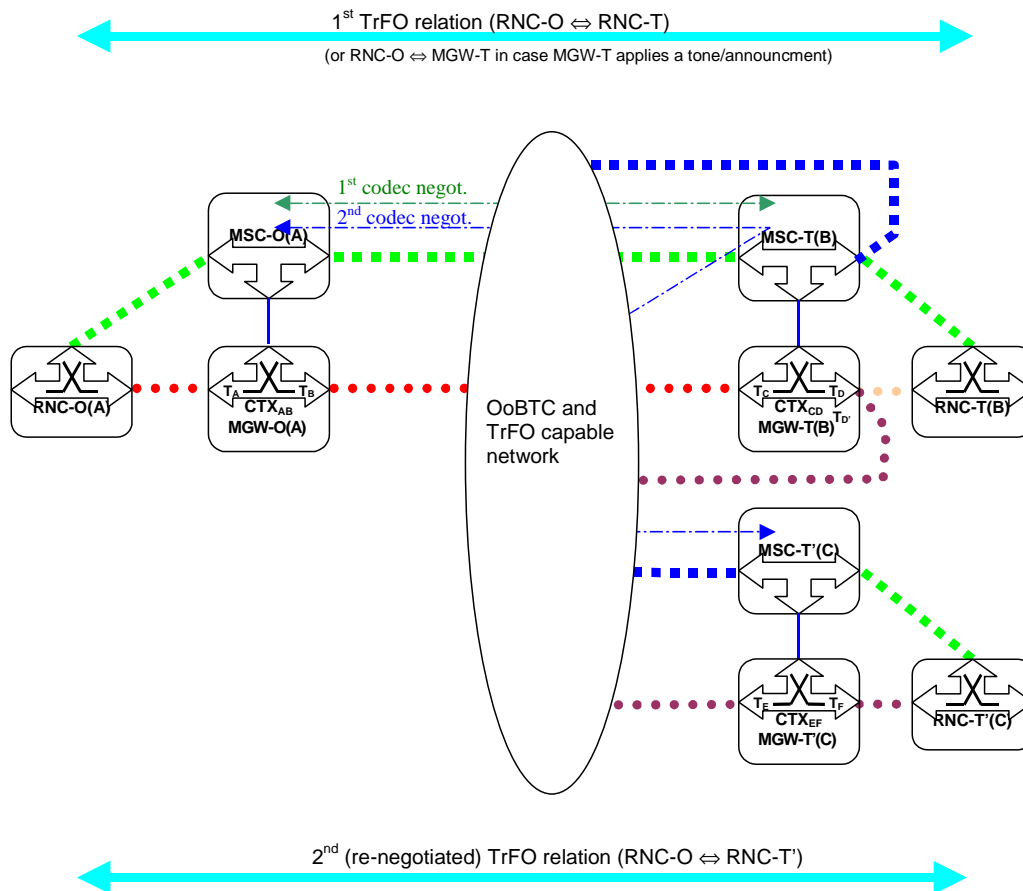 1st TrFO relation (RNC-O ⇔ RNC-T)
(or RNC-O ⇔ MGW-T in case MGW-T applies a tone/announcment)
1st codec negot.
2nd codec negot.
MSC-O(A)
MSC-T(B)
RNC-O(A)
TA TB
CTXAB
MGW-O(A)
OoBTC and
TrFO capable
network
TC TD
CTXCD
TD'
MGW-T(B)
RNC-T(B)
MSC-T'(C)
TE TF
CTXEF
MGW-T'(C)
RNC-T'(C)
2nd (re-negotiated) TrFO relation (RNC-O ⇔ RNC-T')